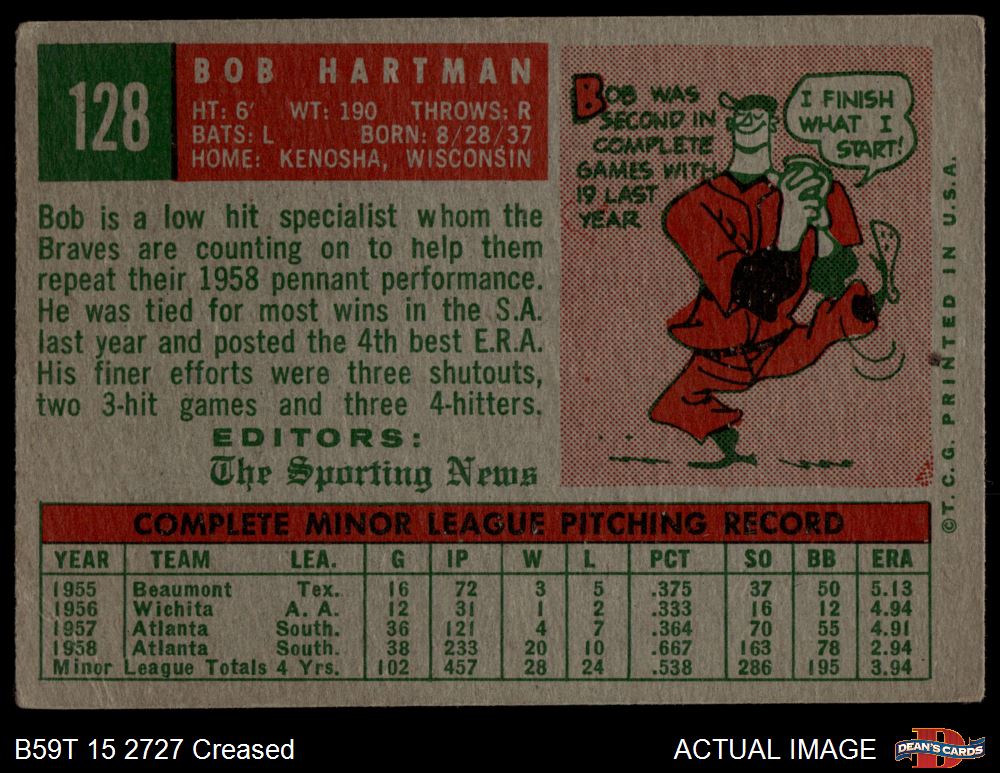 128
BOB HARTMAN
HT: 6' WT: 190 THROWS: R
BATS: L BORN: 8/28/37
HOME: KENOSHA, WISCONSIN
Bob is a low hit specialist whom the
Braves are counting on to help them
repeat their 1958 pennant performance.
He was tied for most wins in the S.A.
last year and posted the 4th best E.R.A.
His finer efforts were three shutouts,
two 3-hit games and three 4-hitters.
EDITORS:
The Sporting News
BOB WAS
SECOND IN
COMPLETE
GAMES WITH
19 LAST
YEAR
I FINISH
WHAT I
START!
©T. C. G. PRINTED IN U.S.A.
COMPLETE MINOR LEAGUE PITCHING RECORD
YEAR TEAM LEA. G IP W L PCT SO BB ERA
1955 Beaumont Tex. 16 72 3 5 .375 37 50 5.13
1956 Wichita A. A. 12 31 1 2 .333 16 12 4.94
1957 Atlanta South. 36 121 4 7 .364 70 55 4.91
1958 Atlanta South. 38 233 20 10 .667 163 78 2.94
Minor League Totals 4 Yrs. 102 457 28 24 .538 286 195 3.94
B59T 15 2727 Creased
ACTUAL IMAGE
DEAN'S CARDS